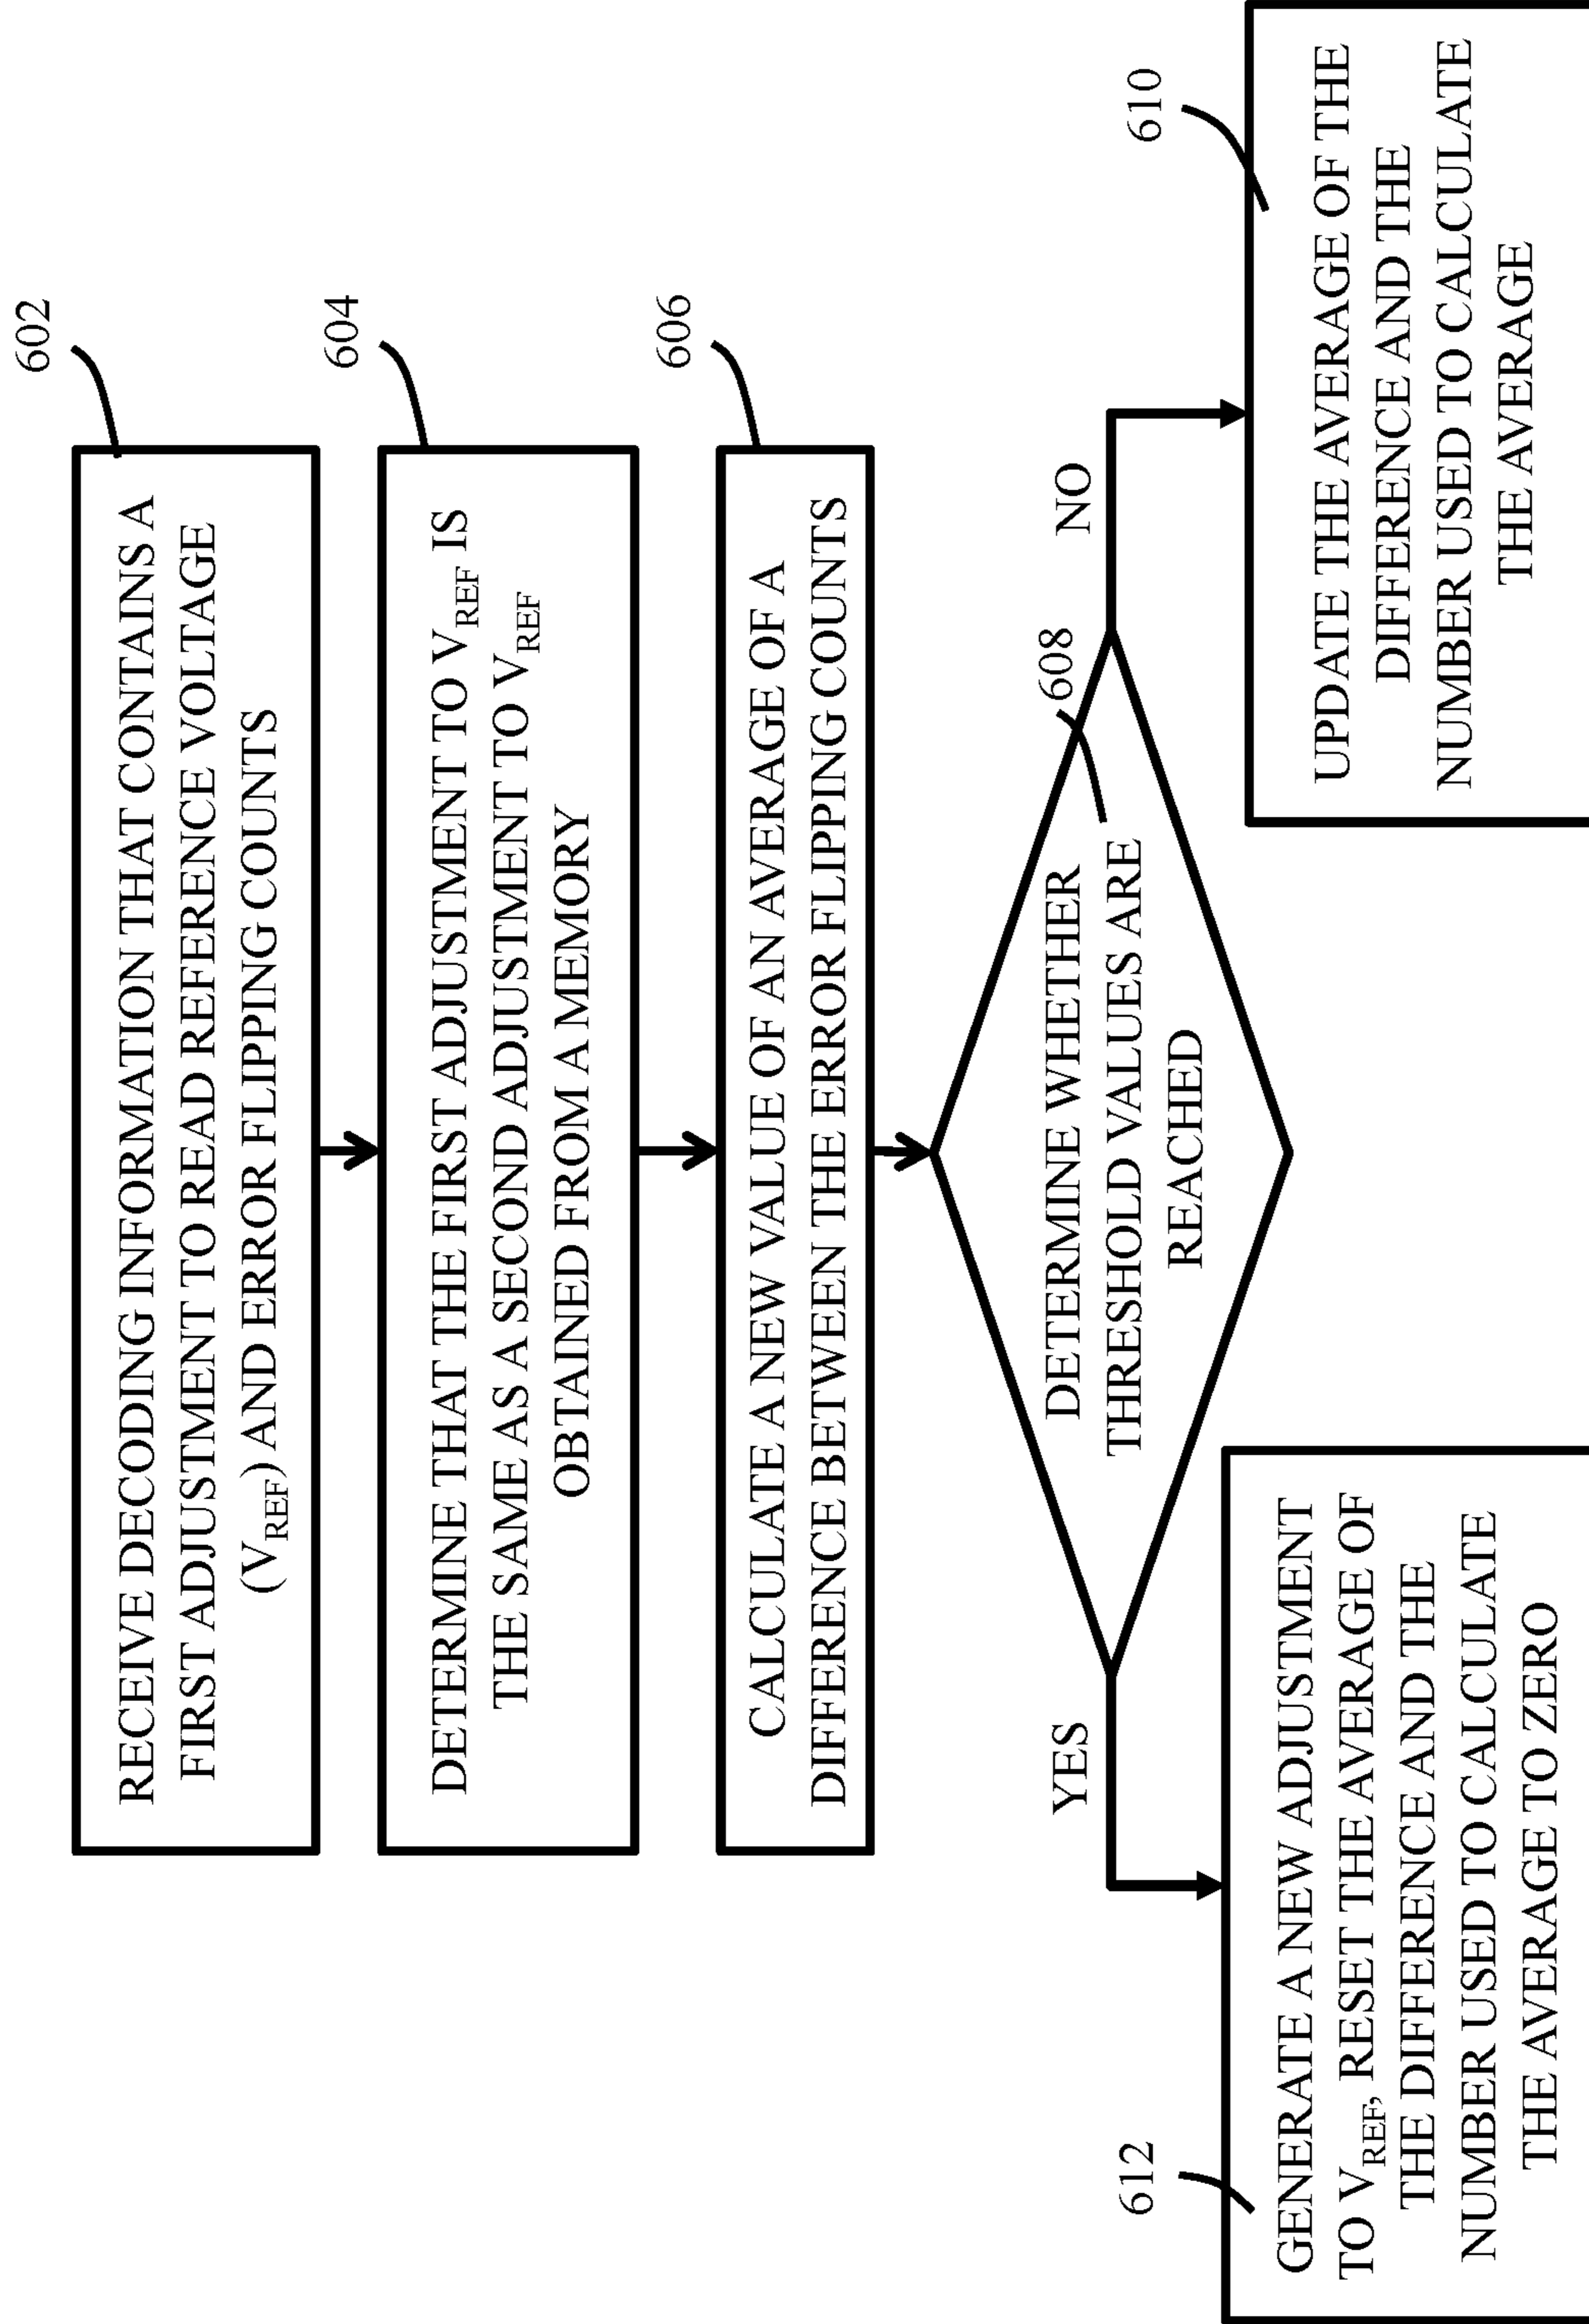 602
RECEIVE DECODING INFORMATION THAT CONTAINS A
FIRST ADJUSTMENT TO READ REFERENCE VOLTAGE
(VREF) AND ERROR FLIPPING COUNTS
604
DETERMINE THAT THE FIRST ADJUSTMENT TO VREF IS
THE SAME AS A SECOND ADJUSTMENT TO VREF
OBTAINED FROM A MEMORY
606
CALCULATE A NEW VALUE OF AN AVERAGE OF A
DIFFERENCE BETWEEN THE ERROR FLIPPING COUNTS
608
DETERMINE WHETHER
THRESHOLD VALUES ARE
REACHED
YES
NO
612
GENERATE A NEW ADJUSTMENT
TO VREF, RESET THE AVERAGE OF
THE DIFFERENCE AND THE
NUMBER USED TO CALCULATE
THE AVERAGE TO ZERO
610
UPDATE THE AVERAGE OF THE
DIFFERENCE AND THE
NUMBER USED TO CALCULATE
THE AVERAGE